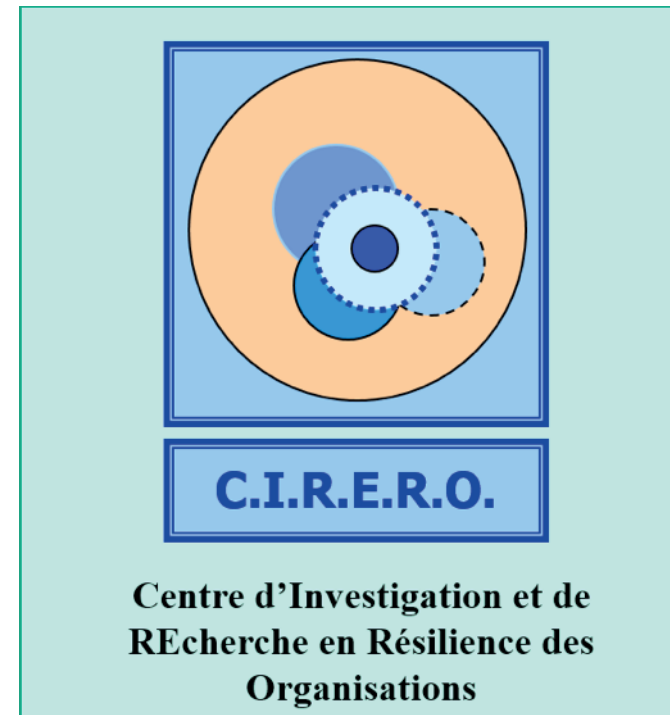 C.I.R.E.R.O.
Centre d’Investigation et de
REcherche en Résilience des
Organisations